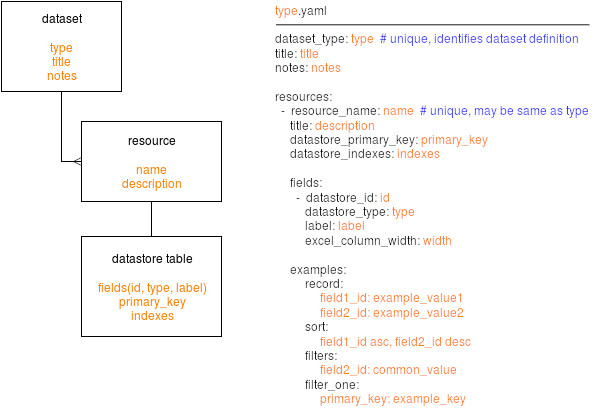 dataset
type
title
notes
resource
name
description
datastore table
fields(id, type, label)
primary_key
indexes
type.yaml
dataset_type: type  # unique, identifies dataset definition
title: title
notes: notes
resources:
- resource_name: name  # unique, may be same as type
title: description
datastore_primary_key: primary_key
datastore_indexes: indexes
fields:
- datastore_id: id
datastore_type: type
label: label
excel_column_width: width
examples:
record:
field1_id: example_value1
field2_id: example_value2
sort:
field1_id asc, field2_id desc
filters:
field2_id: common_value
filter_one:
primary_key: example_key